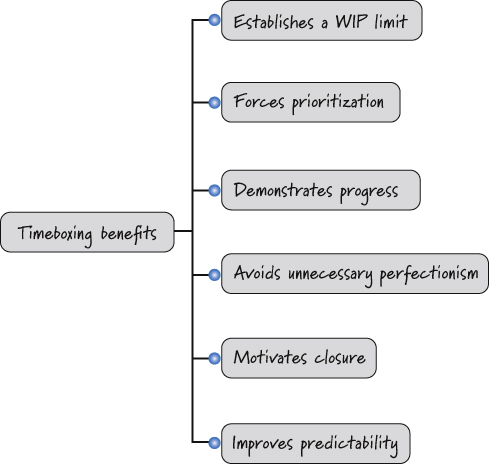 Establishes a WIP limit
Forces prioritization
Demonstrates progress
Timeboxing benefits
Avoids unnecessary perfectionism
Motivates closure
Improves predictability